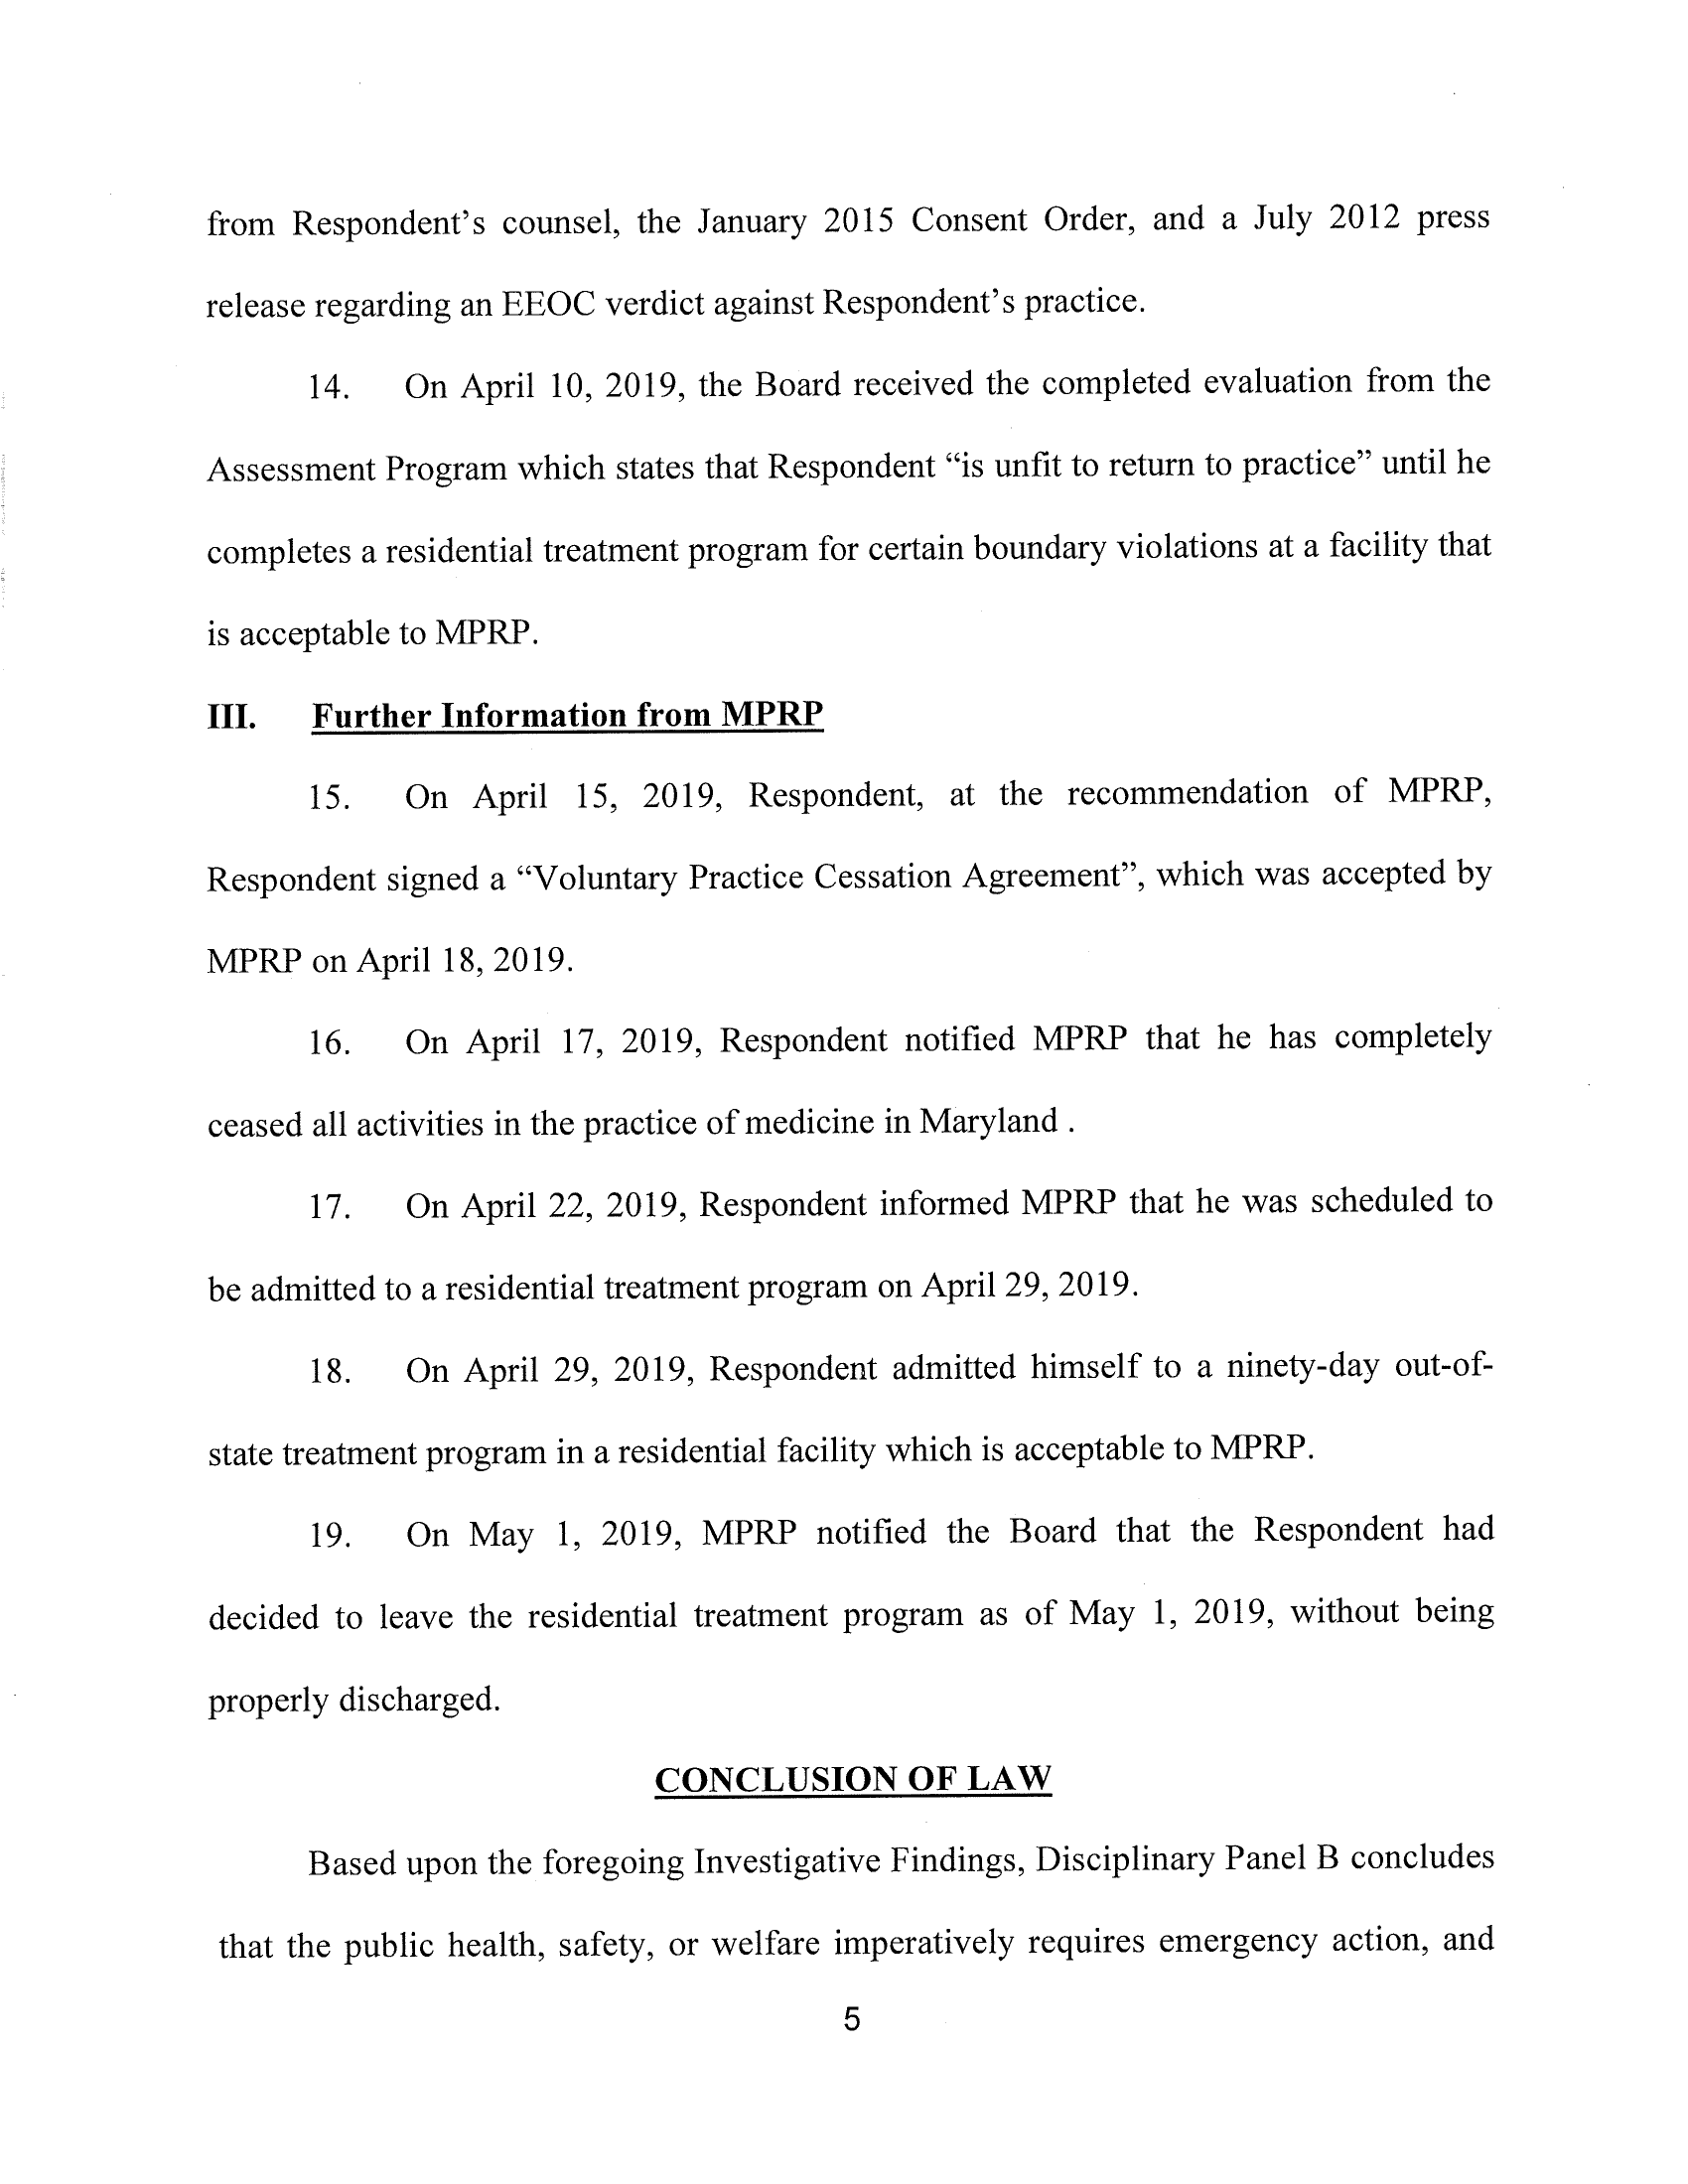 from Respondent’s counsel, the January 2015 Consent Order, and a July 2012 press
release regarding an EEOC verdict against Respondent’s practice.
14. On April 10, 2019, the Board received the completed evaluation from the
Assessment Program which states that Respondent “is unfit to return to practice” until he
completes a residential treatment program for certain boundary violations at a facility that
is acceptable to MPRP.
III. Further Information from MPRP
15. On April 15, 2019, Respondent, at the recommendation of MPRP,
Respondent signed a “Voluntary Practice Cessation Agreement”, which was accepted by
MPRP on April 18, 2019.
16. On April 17, 2019, Respondent notified MPRP that he has completely
ceased all activities in the practice of medicine in Maryland .
17. On April 22, 2019, Respondent informed MPRP that he was scheduled to
be admitted to a residential treatment program on April 29, 2019.
18. On April 29, 2019, Respondent admitted himself to a ninety-day out-of-
state treatment program in a residential facility which is acceptable to MPRP.
19. On May 1, 2019, MPRP notified the Board that the Respondent had
decided to leave the residential treatment program as of May 1, 2019, without being
properly discharged.
CONCLUSION OF LAW
Based upon the foregoing Investigative Findings, Disciplinary Panel B concludes
that the public health, safety, or welfare imperatively requires emergency action, and
5